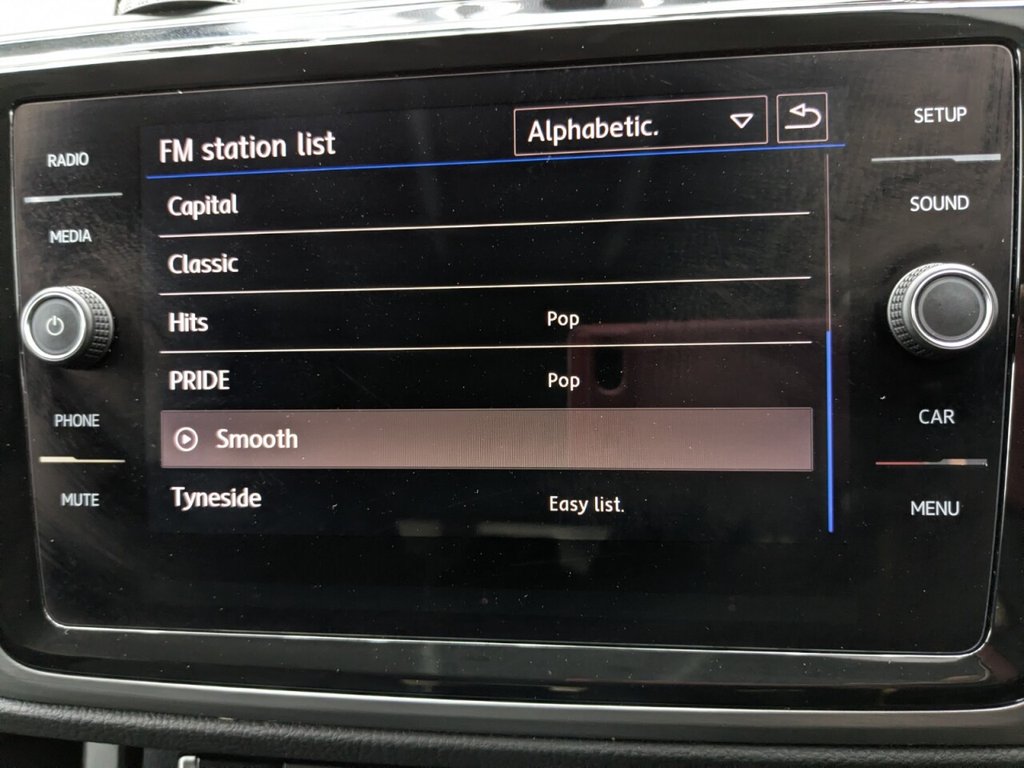 FM station list
Alphabetic.
Capital
Classic
Hits Pop
PRIDE Pop
Smooth
Tyneside Easy list.
RADIO
MEDIA
PHONE
MUTE
SETUP
SOUND
CAR
MENU